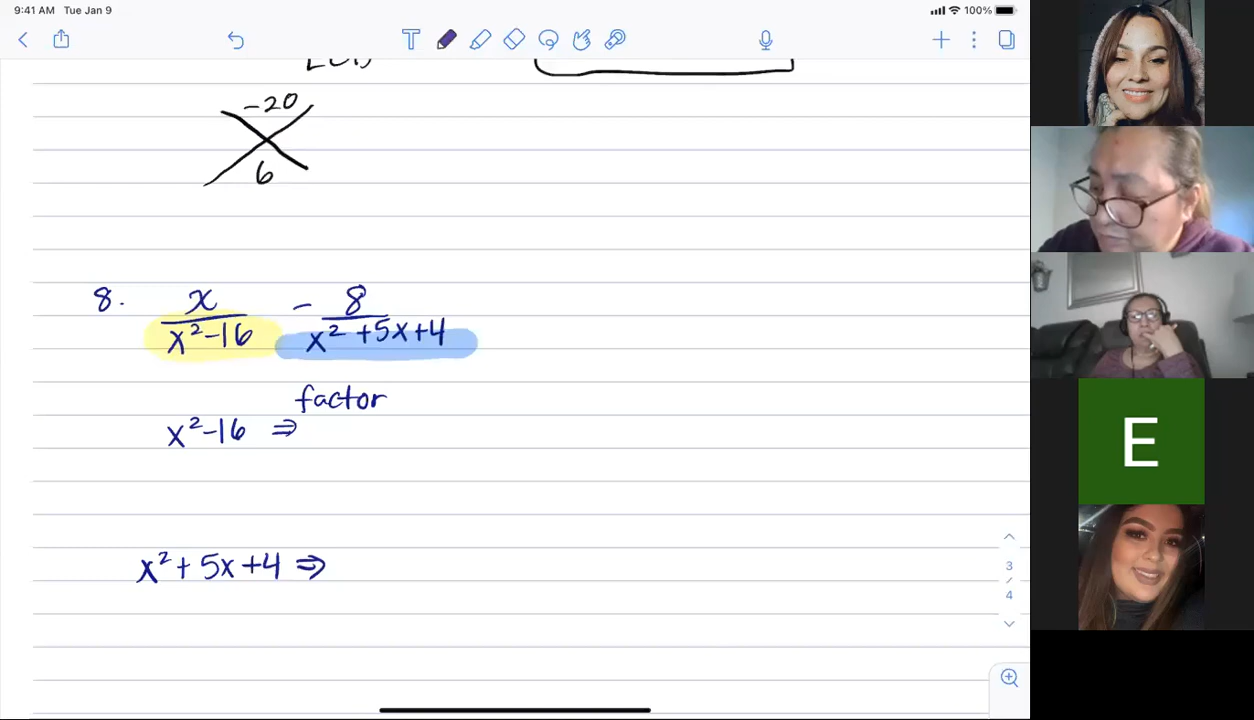 9:41 AM Tue Jan 9
100%
T
LCD
-20
6
8. x/(x²-16) - 8/(x²+5x+4)
factor
x²-16 ⇒
x²+5x+4 ⇒
3
/
4
E